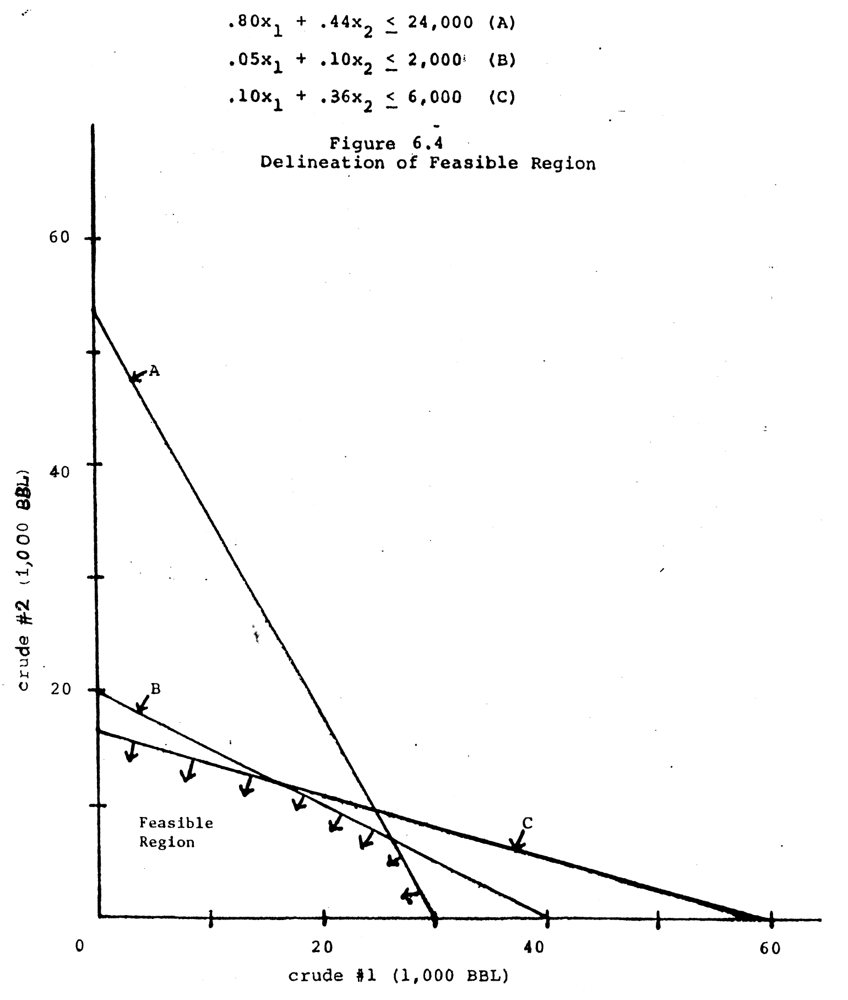 .80x₁ + .44x₂ ≤ 24,000 (A)
.05x₁ + .10x₂ ≤ 2,000 (B)
.10x₁ + .36x₂ ≤ 6,000 (C)
Figure 6.4
Delineation of Feasible Region
60
A
40
crude #2 (1,000 BBL)
20
B
C
Feasible
Region
0
20
40
60
crude #1 (1,000 BBL)